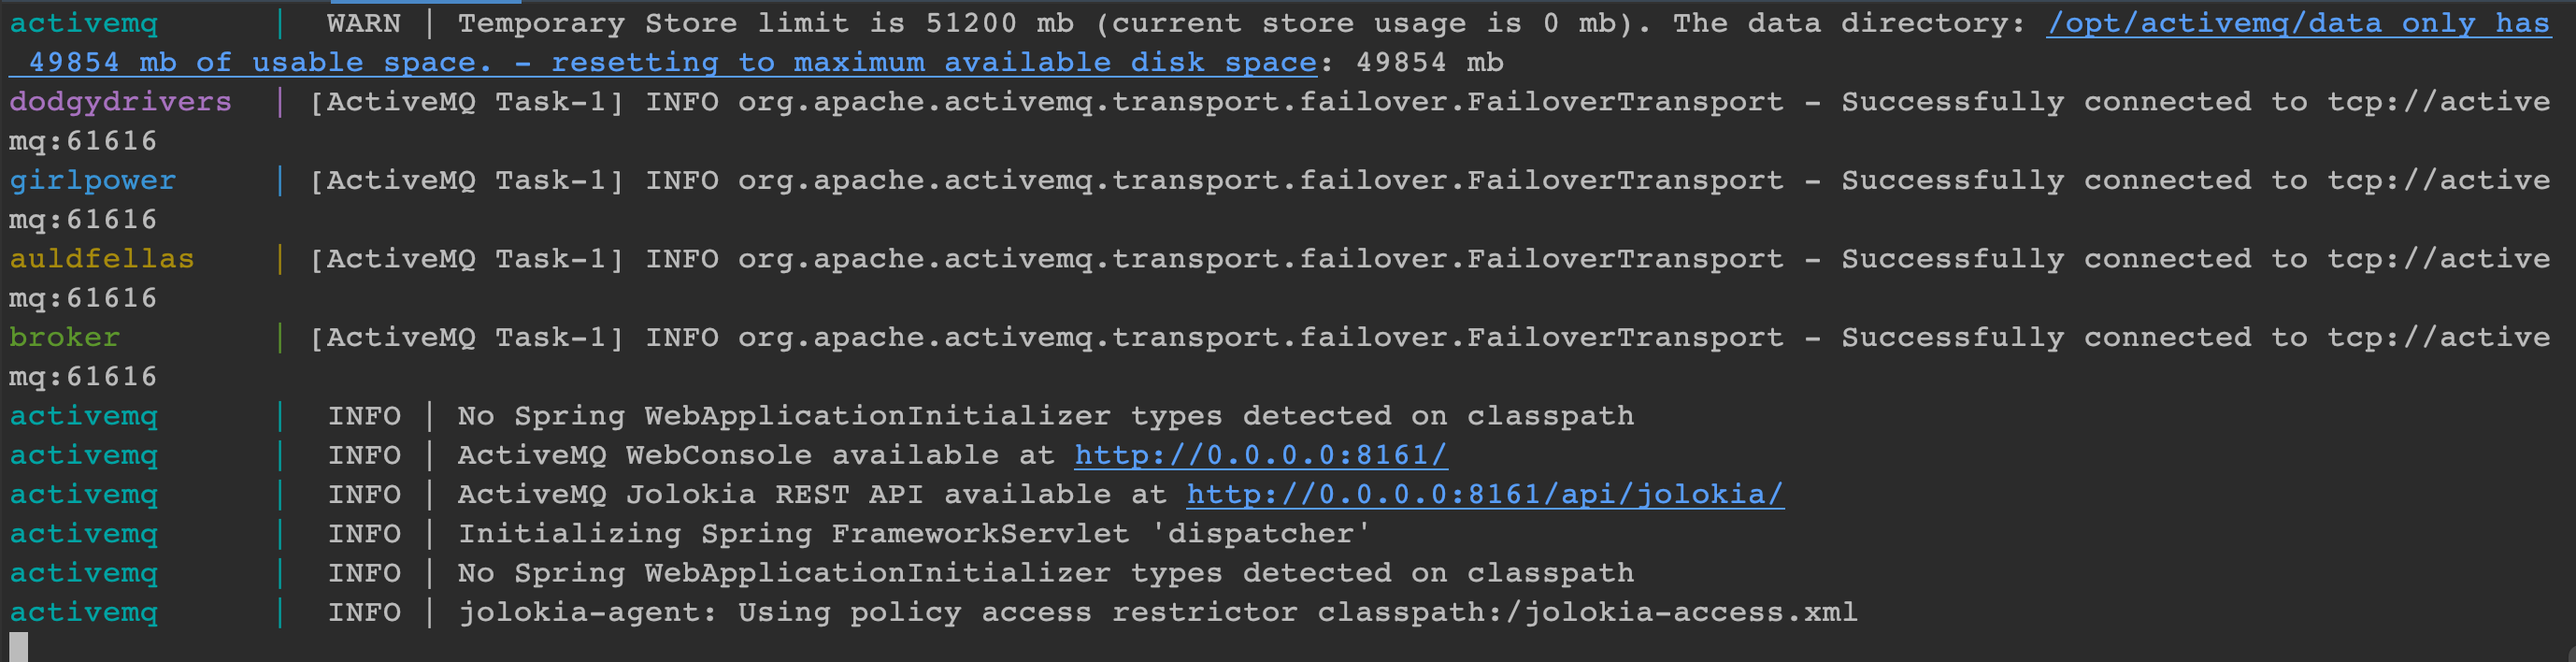 activemq      |  WARN | Temporary Store limit is 51200 mb (current store usage is 0 mb). The data directory: /opt/activemq/data only has
 49854 mb of usable space. - resetting to maximum available disk space: 49854 mb
dodgydrivers  | [ActiveMQ Task-1] INFO org.apache.activemq.transport.failover.FailoverTransport - Successfully connected to tcp://active
mq:61616
girlpower     | [ActiveMQ Task-1] INFO org.apache.activemq.transport.failover.FailoverTransport - Successfully connected to tcp://active
mq:61616
auldfellas    | [ActiveMQ Task-1] INFO org.apache.activemq.transport.failover.FailoverTransport - Successfully connected to tcp://active
mq:61616
broker        | [ActiveMQ Task-1] INFO org.apache.activemq.transport.failover.FailoverTransport - Successfully connected to tcp://active
mq:61616
activemq      |  INFO | No Spring WebApplicationInitializer types detected on classpath
activemq      |  INFO | ActiveMQ WebConsole available at http://0.0.0.0:8161/
activemq      |  INFO | ActiveMQ Jolokia REST API available at http://0.0.0.0:8161/api/jolokia/
activemq      |  INFO | Initializing Spring FrameworkServlet 'dispatcher'
activemq      |  INFO | No Spring WebApplicationInitializer types detected on classpath
activemq      |  INFO | jolokia-agent: Using policy access restrictor classpath:/jolokia-access.xml